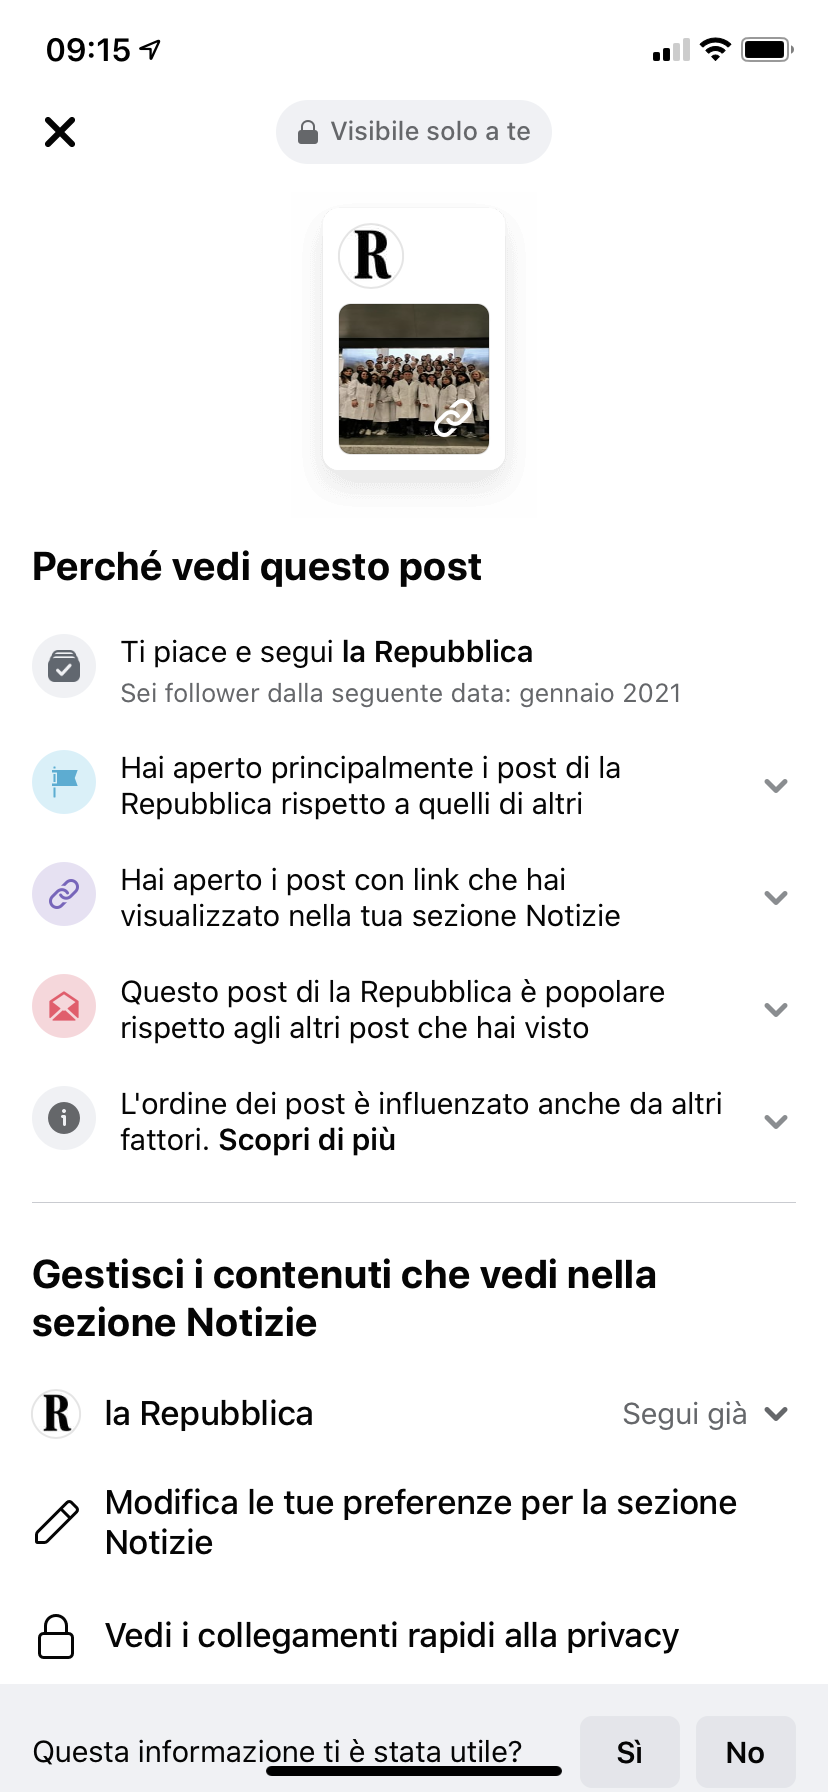 09:15
Visibile solo a te
R
Perché vedi questo post
Ti piace e segui la Repubblica
Sei follower dalla seguente data: gennaio 2021
Hai aperto principalmente i post di la
Repubblica rispetto a quelli di altri
Hai aperto i post con link che hai
visualizzato nella tua sezione Notizie
Questo post di la Repubblica è popolare
rispetto agli altri post che hai visto
L'ordine dei post è influenzato anche da altri
fattori. Scopri di più
Gestisci i contenuti che vedi nella
sezione Notizie
R la Repubblica Segui già
Modifica le tue preferenze per la sezione
Notizie
Vedi i collegamenti rapidi alla privacy
Questa informazione ti è stata utile? Sì No